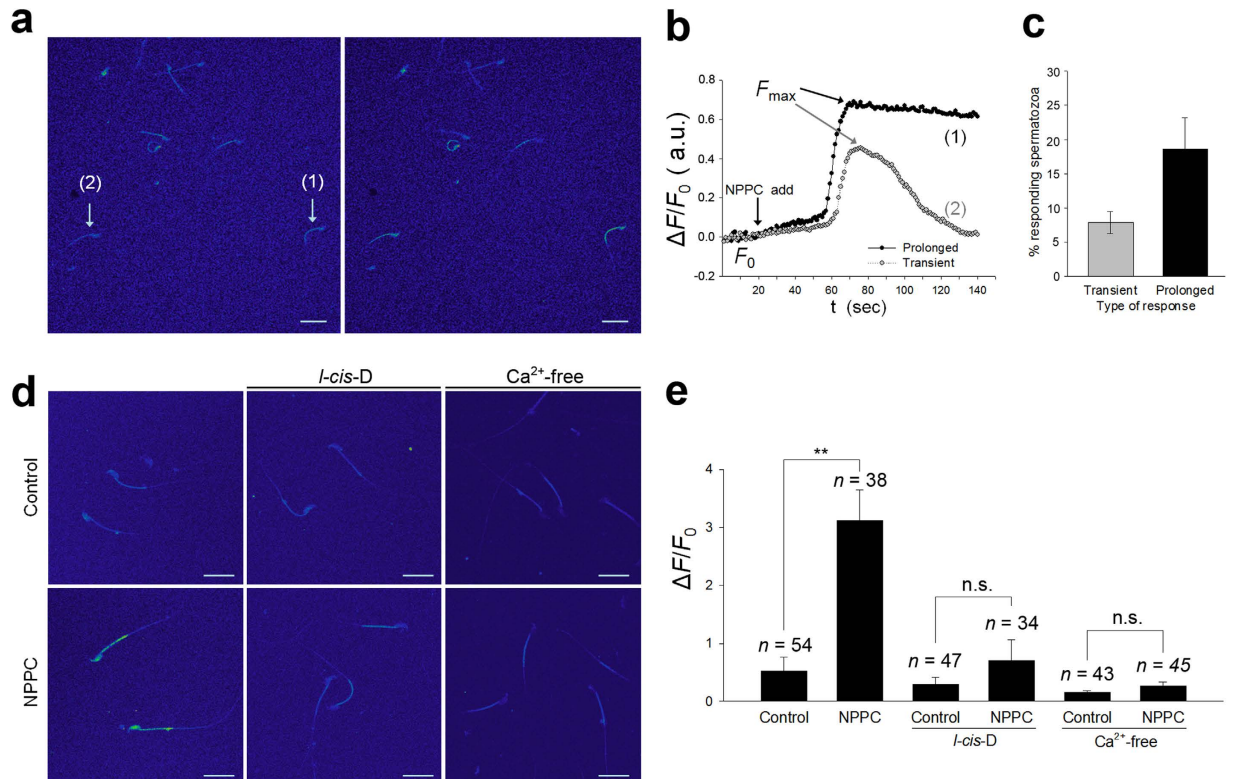 a
(2)
(1)
b
ΔF/F0 (a.u.)
0.8
0.6
0.4
0.2
0.0
-0.2
Fmax
NPPC add
F0
(1)
(2)
Prolonged
Transient
0 20 40 60 80 100 120 140
t (sec)
c
% responding spermatozoa
30
25
20
15
10
5
0
Transient Prolonged
Type of response
d
l-cis-D
Ca2+-free
Control
NPPC
e
ΔF/F0
4
3
2
1
0
**
n = 38
n = 54
n.s.
n = 34
n = 47
n.s.
n = 43
n = 45
Control NPPC Control NPPC Control NPPC
l-cis-D
Ca2+-free